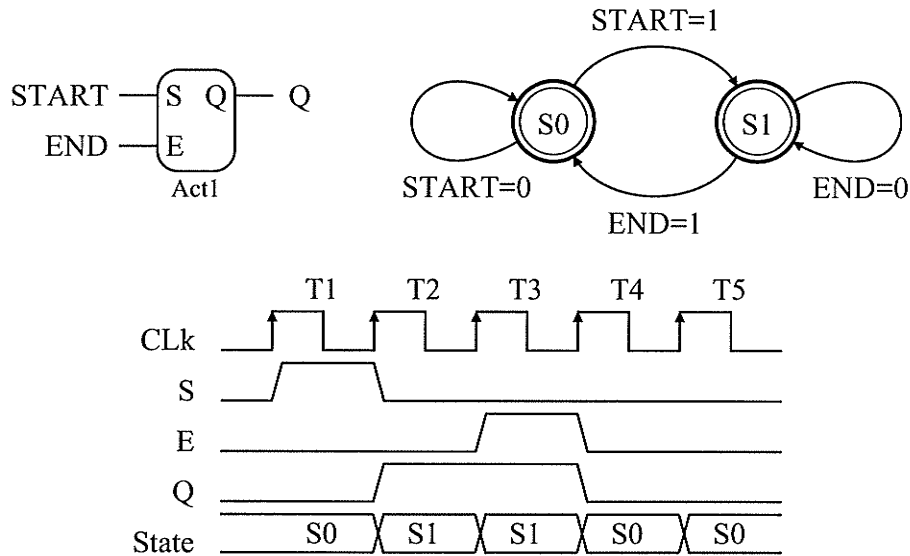 START S Q Q
END E
Act1
START=1
S0 S1
START=0
END=0
END=1
T1 T2 T3 T4 T5
CLk
S
E
Q
State S0 S1 S1 S0 S0